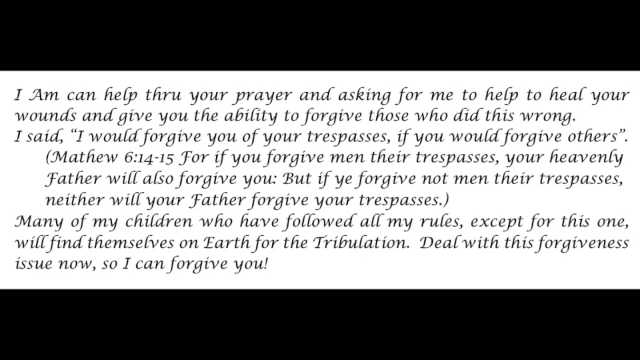 I Am can help thru your prayer and asking for me to help to heal your
wounds and give you the ability to forgive those who did this wrong.
I said, “I would forgive you of your trespasses, if you would forgive others”.
(Mathew 6:14-15 For if you forgive men their trespasses, your heavenly
Father will also forgive you: But if ye forgive not men their trespasses,
neither will your Father forgive your trespasses.)
Many of my children who have followed all my rules, except for this one,
will find themselves on Earth for the Tribulation. Deal with this forgiveness
issue now, so I can forgive you!